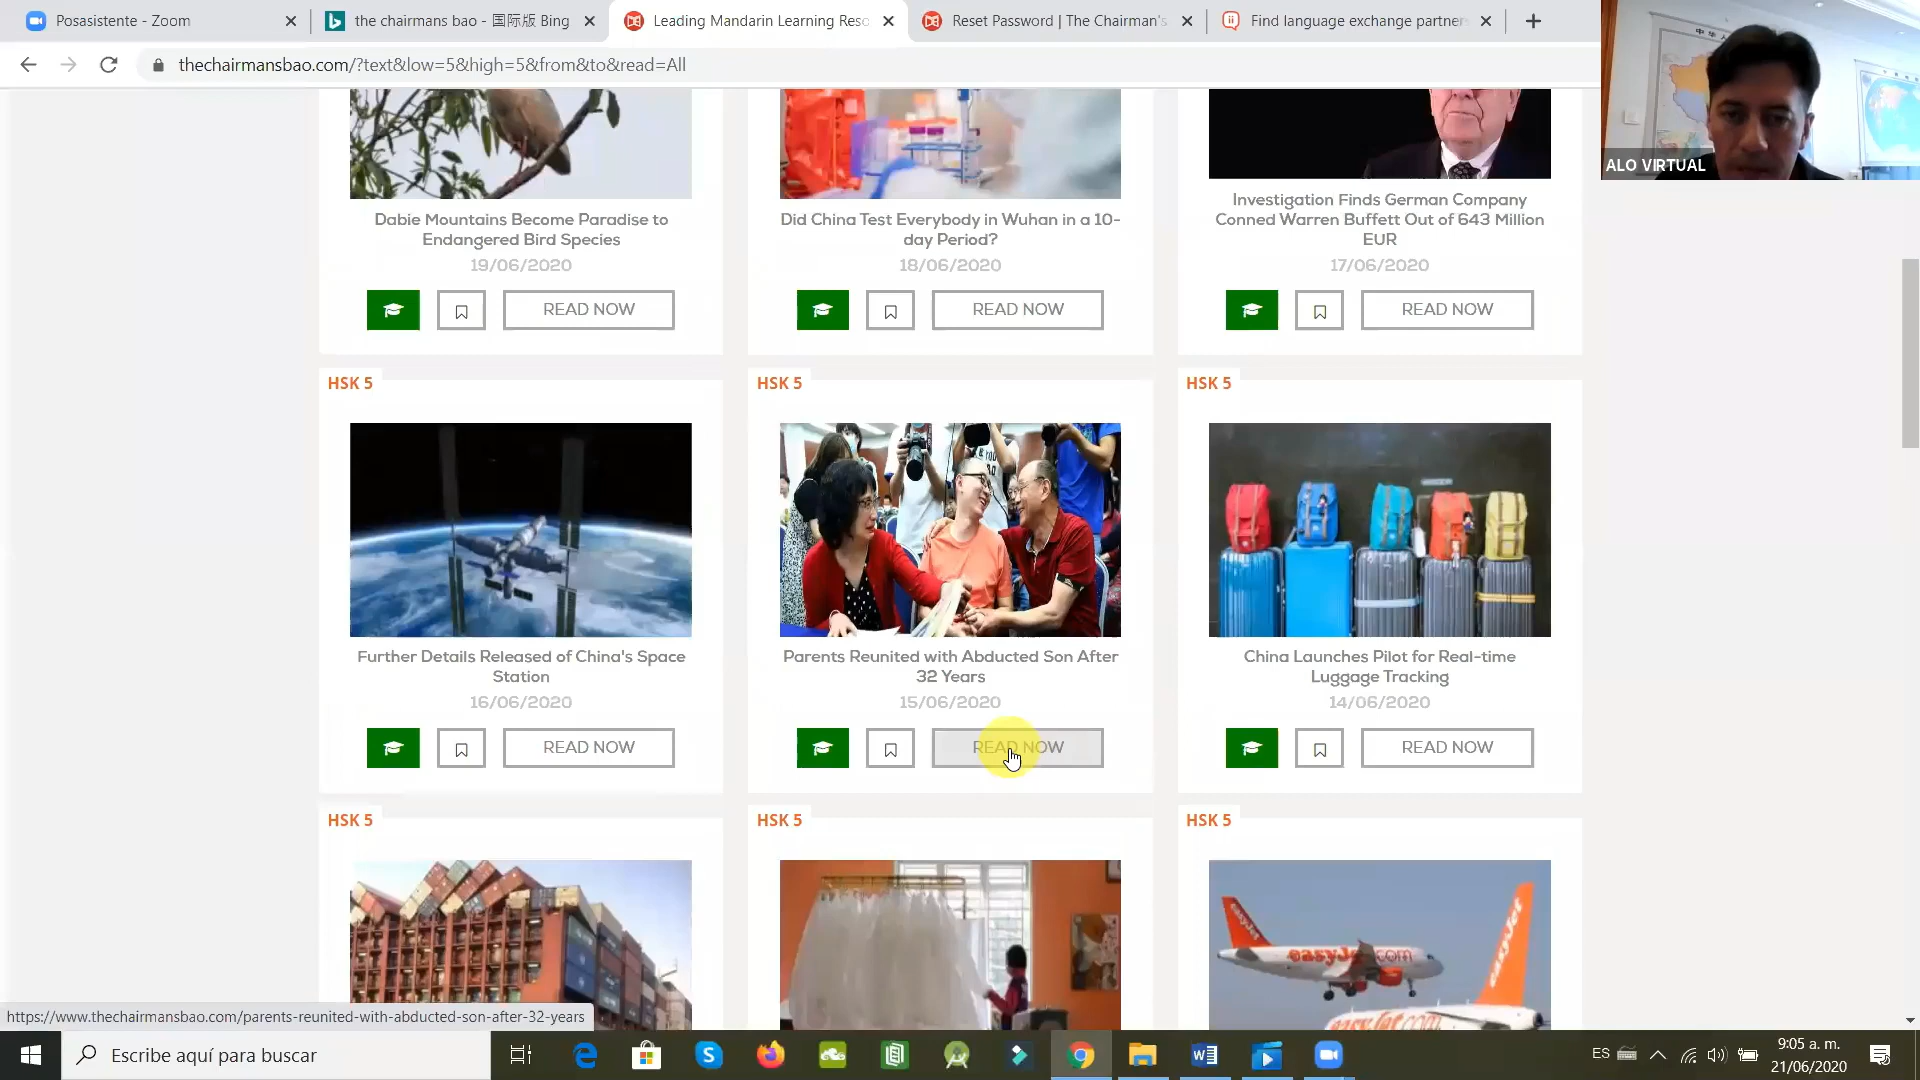 Posasistente - Zoom
the chairmans bao - 国际版 Bing
Leading Mandarin Learning Reso
Reset Password | The Chairman's
Find language exchange partner
thechairmansbao.com/?text&low=5&high=5&from&to&read=All
ALO VIRTUAL
Dabie Mountains Become Paradise to
Endangered Bird Species
19/06/2020
READ NOW
Did China Test Everybody in Wuhan in a 10-
day Period?
18/06/2020
READ NOW
Investigation Finds German Company
Conned Warren Buffett Out of 643 Million
EUR
17/06/2020
READ NOW
HSK 5
Further Details Released of China's Space
Station
16/06/2020
READ NOW
HSK 5
Parents Reunited with Abducted Son After
32 Years
15/06/2020
READ NOW
HSK 5
China Launches Pilot for Real-time
Luggage Tracking
14/06/2020
READ NOW
HSK 5
HSK 5
HSK 5
easyJet.com
easyJet
easyJet.com
https://www.thechairmansbao.com/parents-reunited-with-abducted-son-after-32-years
Escribe aquí para buscar
ES
9:05 a. m.
21/06/2020